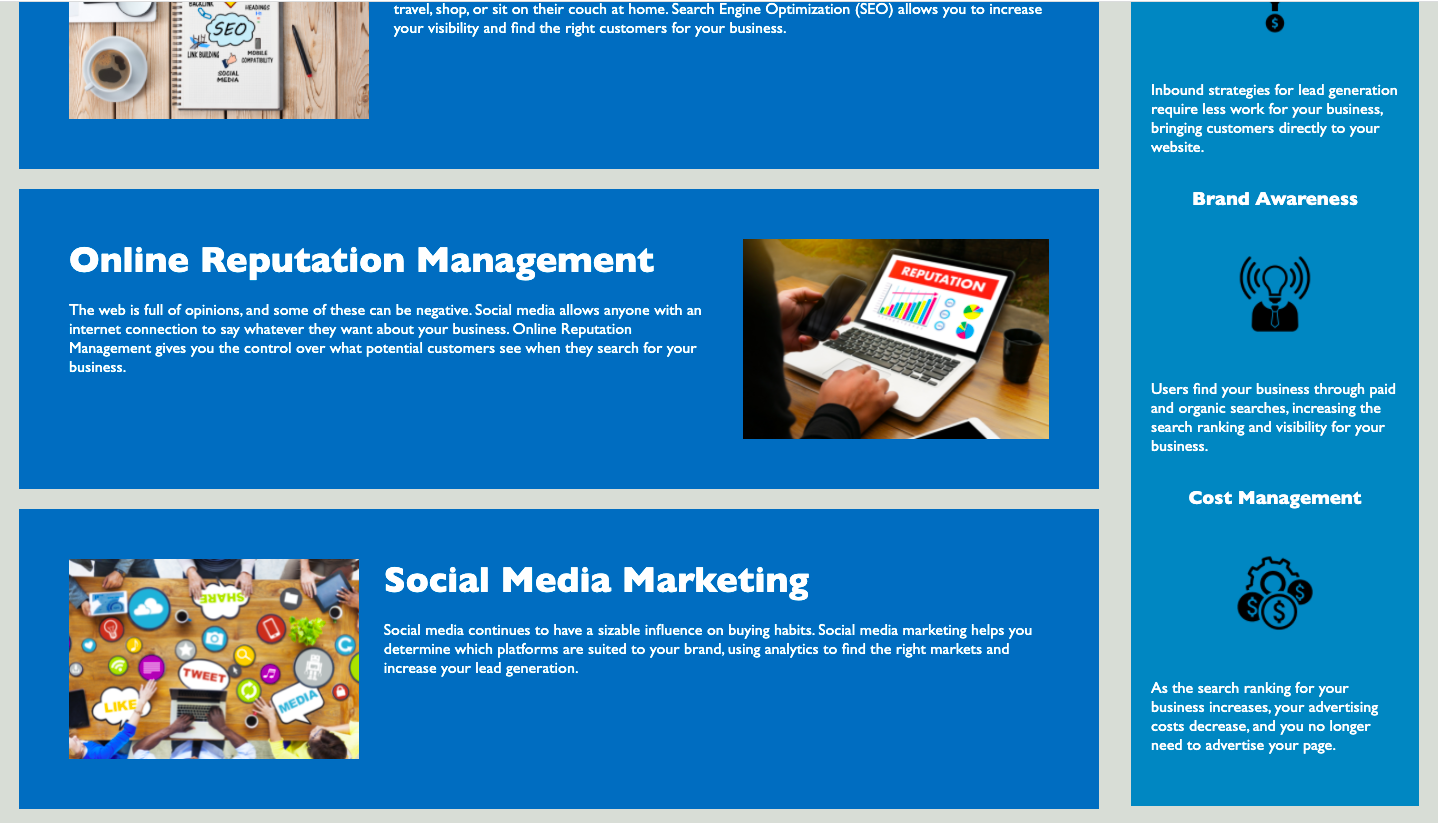 travel, shop, or sit on their couch at home. Search Engine Optimization (SEO) allows you to increase
your visibility and find the right customers for your business.
HEADINGS
SEO
LINK BUILDING
MOBILE
COMPATIBILITY
SOCIAL
MEDIA
Online Reputation Management
The web is full of opinions, and some of these can be negative. Social media allows anyone with an
internet connection to say whatever they want about your business. Online Reputation
Management gives you the control over what potential customers see when they search for your
business.
REPUTATION
Social Media Marketing
Social media continues to have a sizable influence on buying habits. Social media marketing helps you
determine which platforms are suited to your brand, using analytics to find the right markets and
increase your lead generation.
SHARE
TWEET
LIKE
MEDIA
Inbound strategies for lead generation
require less work for your business,
bringing customers directly to your
website.
Brand Awareness
Users find your business through paid
and organic searches, increasing the
search ranking and visibility for your
business.
Cost Management
$
$
$
As the search ranking for your
business increases, your advertising
costs decrease, and you no longer
need to advertise your page.